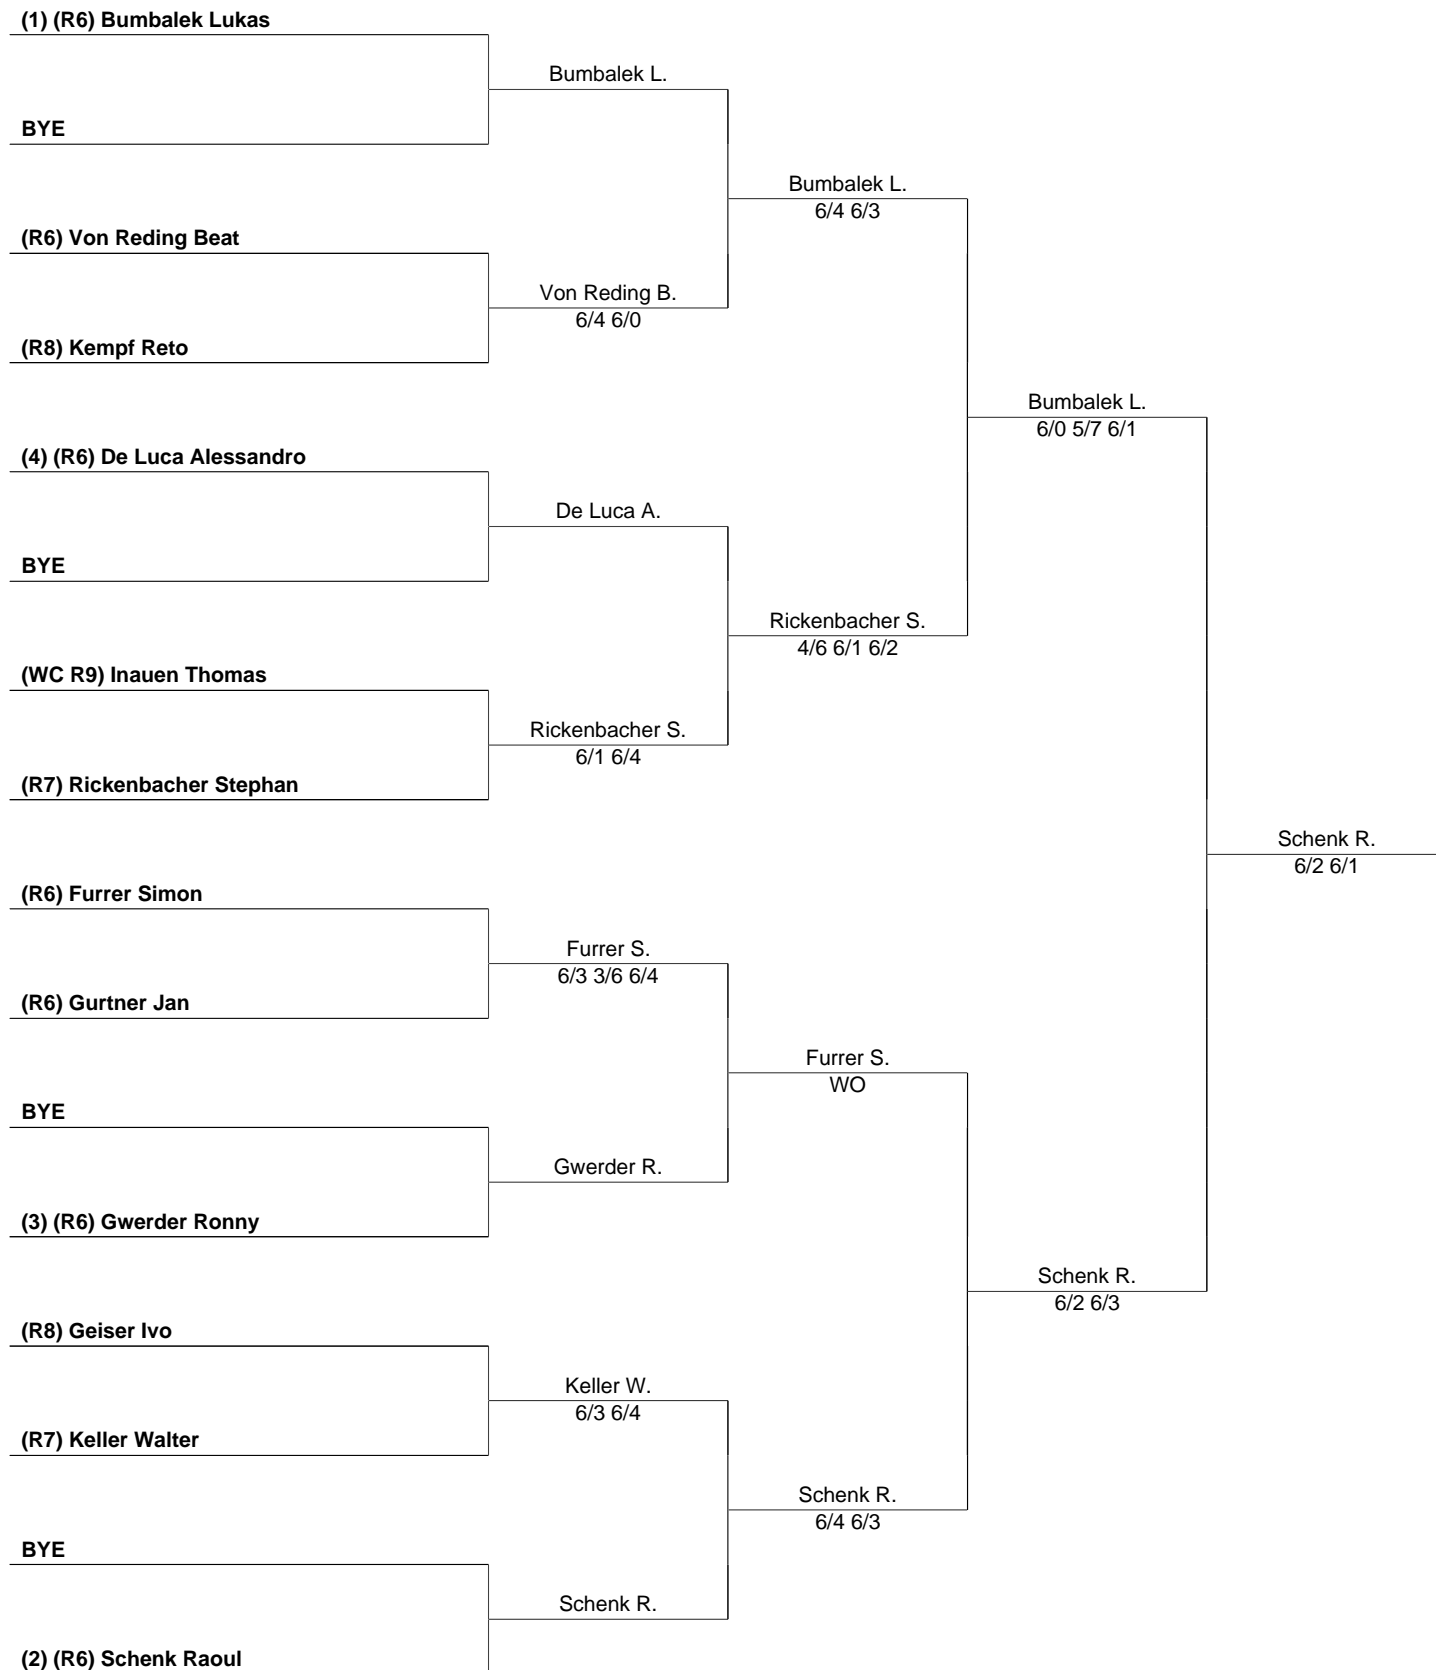 (1) (R6) Bumbalek Lukas
Bumbalek L.
BYE
Bumbalek L.
6/4 6/3
(R6) Von Reding Beat
Von Reding B.
6/4 6/0
(R8) Kempf Reto
Bumbalek L.
6/0 5/7 6/1
(4) (R6) De Luca Alessandro
De Luca A.
BYE
Rickenbacher S.
4/6 6/1 6/2
(WC R9) Inauen Thomas
Rickenbacher S.
6/1 6/4
(R7) Rickenbacher Stephan
Schenk R.
6/2 6/1
(R6) Furrer Simon
Furrer S.
6/3 3/6 6/4
(R6) Gurtner Jan
Furrer S.
WO
BYE
Gwerder R.
(3) (R6) Gwerder Ronny
Schenk R.
6/2 6/3
(R8) Geiser Ivo
Keller W.
6/3 6/4
(R7) Keller Walter
Schenk R.
6/4 6/3
BYE
Schenk R.
(2) (R6) Schenk Raoul